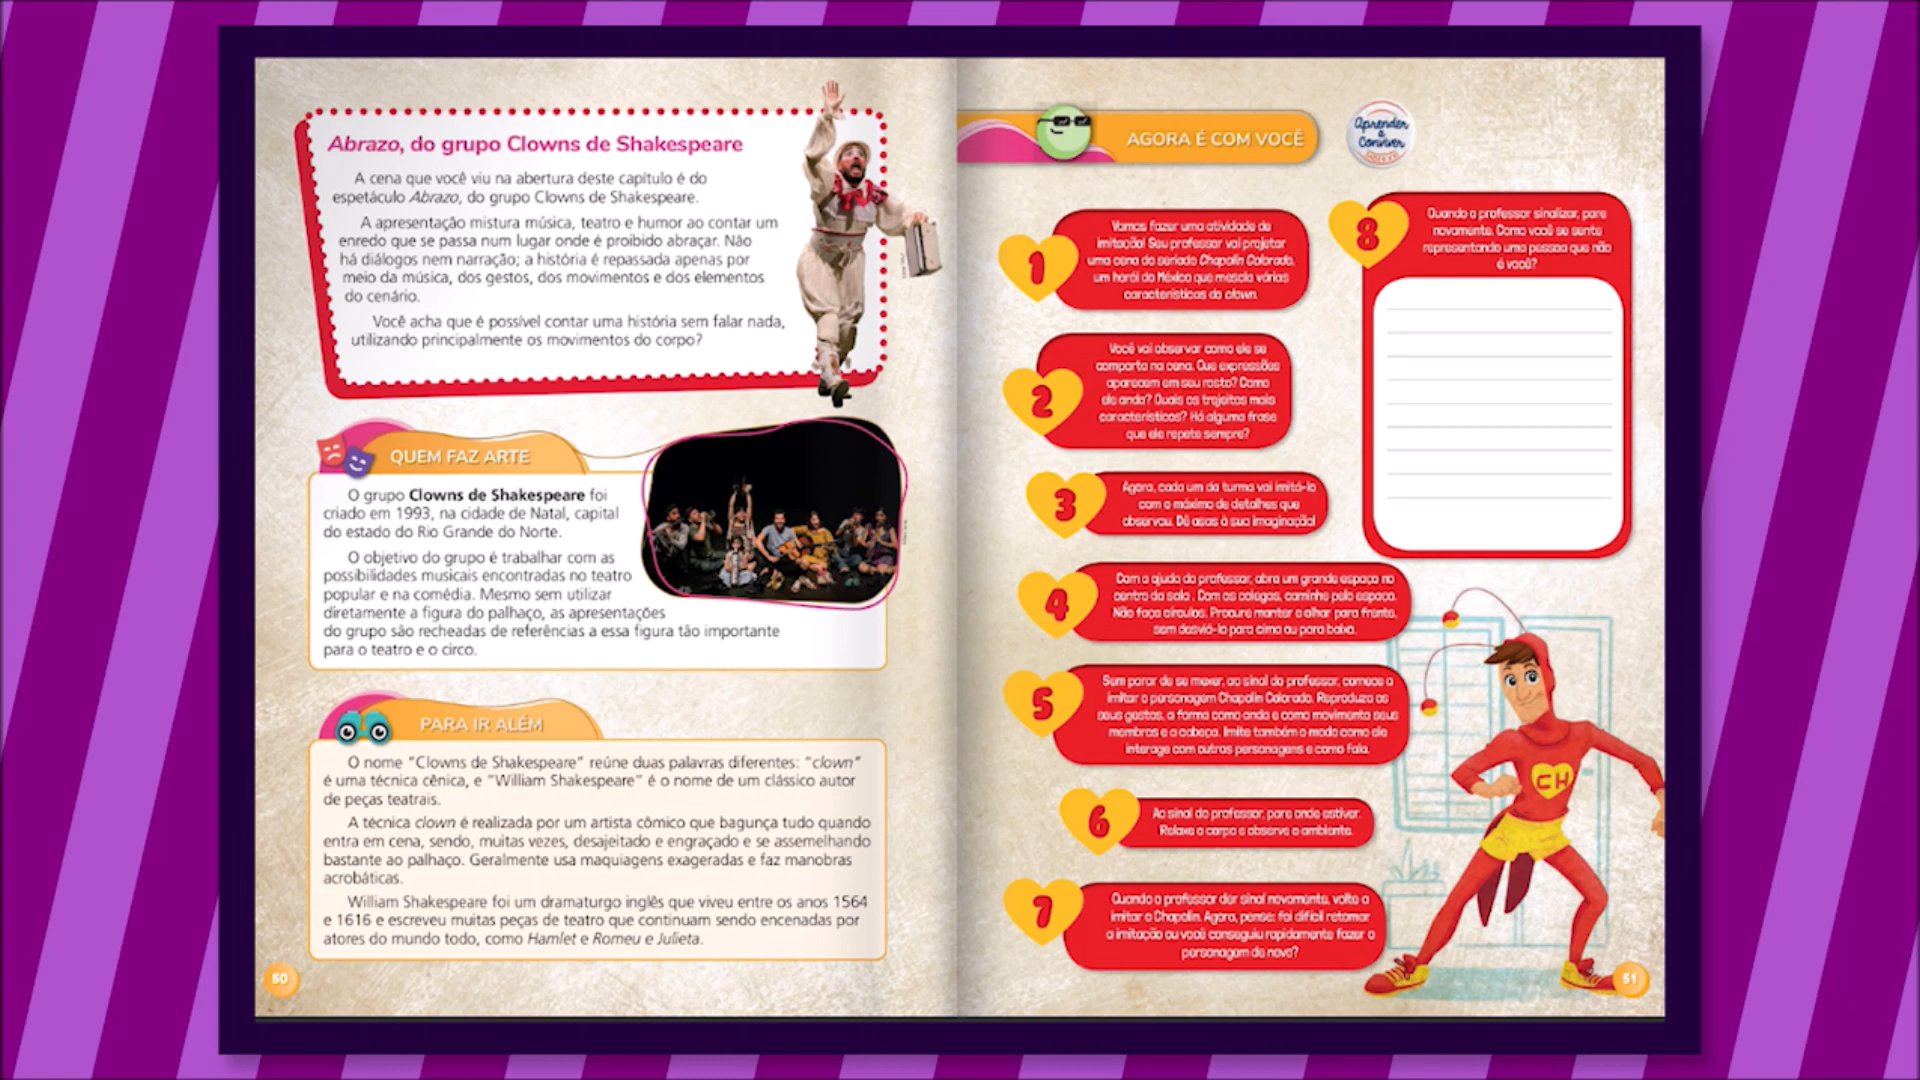 Abrazo, do grupo Clowns de Shakespeare
A cena que você viu na abertura deste capítulo é do
espetáculo Abrazo, do grupo Clowns de Shakespeare.
A apresentação mistura música, teatro e humor ao contar um
enredo que se passa num lugar onde é proibido abraçar. Não
há diálogos nem narração; a história é repassada apenas por
meio da música, dos gestos, dos movimentos e dos elementos
do cenário.
Você acha que é possível contar uma história sem falar nada,
utilizando principalmente os movimentos do corpo?
QUEM FAZ ARTE
O grupo Clowns de Shakespeare foi
criado em 1993, na cidade de Natal, capital
do estado do Rio Grande do Norte.
O objetivo do grupo é trabalhar com as
possibilidades musicais encontradas no teatro
popular e na comédia. Mesmo sem utilizar
diretamente a figura do palhaço, as apresentações
do grupo são recheadas de referências a essa figura tão importante
para o teatro e o circo.
PARA IR ALÉM
O nome "Clowns de Shakespeare" reúne duas palavras diferentes: "clown"
é uma técnica cênica, e "William Shakespeare" é o nome de um clássico autor
de peças teatrais.
A técnica clown é realizada por um artista cômico que bagunça tudo quando
entra em cena, sendo, muitas vezes, desajeitado e engraçado e se assemelhando
bastante ao palhaço. Geralmente usa maquiagens exageradas e faz manobras
acrobáticas.
William Shakespeare foi um dramaturgo inglês que viveu entre os anos 1564
e 1616 e escreveu muitas peças de teatro que continuam sendo encenadas por
atores do mundo todo, como Hamlet e Romeu e Julieta.
50
AGORA É COM VOCÊ
Aprender
e
Conviver
1
Vamos fazer uma atividade de
imitação! Seu professor vai projetar
uma cena do seriado Chapolin Colorado,
um herói do México que mescla várias
características do clown.
2
Você vai observar como ele se
comporta na cena. Que expressões
aparecem em seu rosto? Como
ele anda? Quais os trejeitos mais
característicos? Há alguma frase
que ele repete sempre?
3
Agora, cada um da turma vai imitá-lo
com o máximo de detalhes que
observou. Dê asas à sua imaginação!
4
Com a ajuda do professor, abra um grande espaço no
centro da sala . Com os colegas, caminhe pelo espaço.
Não faça círculos. Procure manter o olhar para frente,
sem desviá-lo para cima ou para baixo.
5
Sem parar de se mexer, ao sinal do professor, comece a
imitar o personagem Chapolin Colorado. Reproduza os
seus gestos, a forma como anda e como movimenta seus
membros e a cabeça. Imite também o modo como ele
interage com outros personagens e como fala.
6
Ao sinal do professor, pare onde estiver.
Relaxe o corpo e observe o ambiente.
7
Quando o professor der sinal novamente, volte a
imitar o Chapolin. Agora, pense: foi difícil retomar
a imitação ou você conseguiu rapidamente fazer o
personagem de novo?
8
Quando o professor sinalizar, pare
novamente. Como você se sente
representando uma pessoa que não
é você?
CH
51